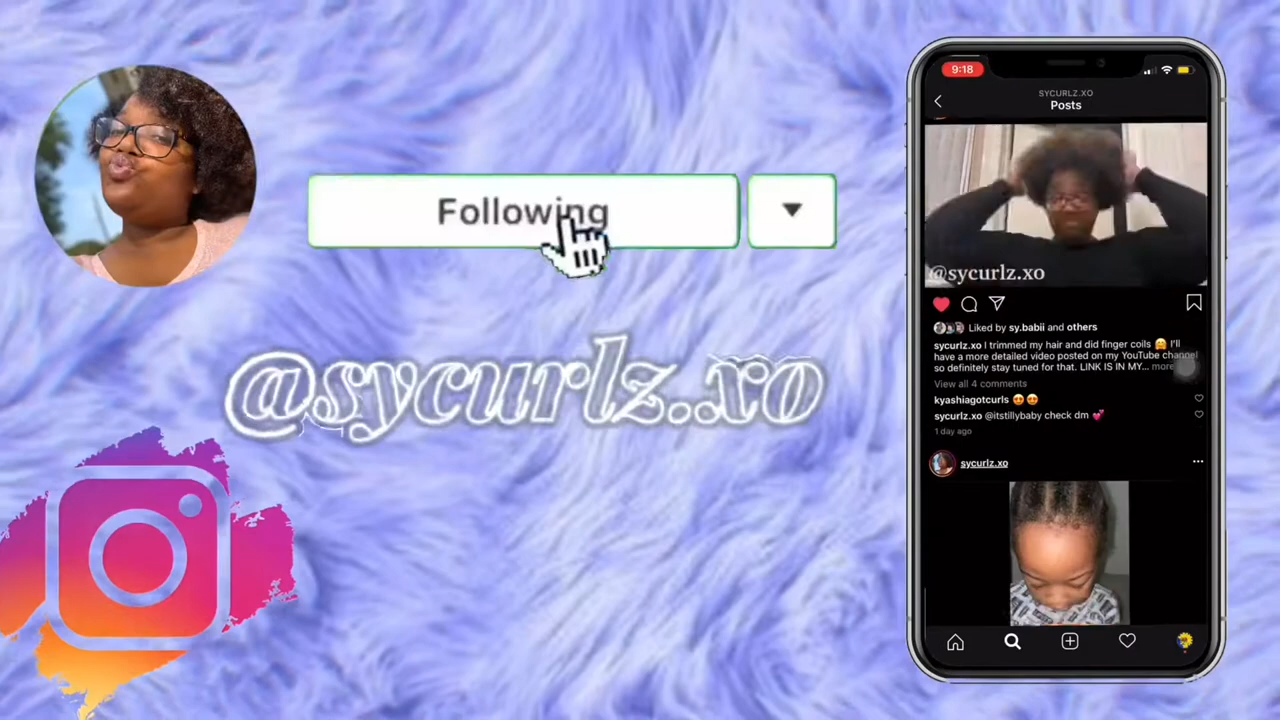 Following
@sycurlz.xo
9:18
SYCURLZ.XO
Posts
@sycurlz.xo
Liked by sy.babii and others
sycurlz.xo I trimmed my hair and did finger coils 🤗 I'll
have a more detailed video posted on my YouTube channel
so definitely stay tuned for that. LINK IS IN MY... more
View all 4 comments
kyashiagotcurls 😍 😍
sycurlz.xo @itstillybaby check dm 💞
1 day ago
sycurlz.xo